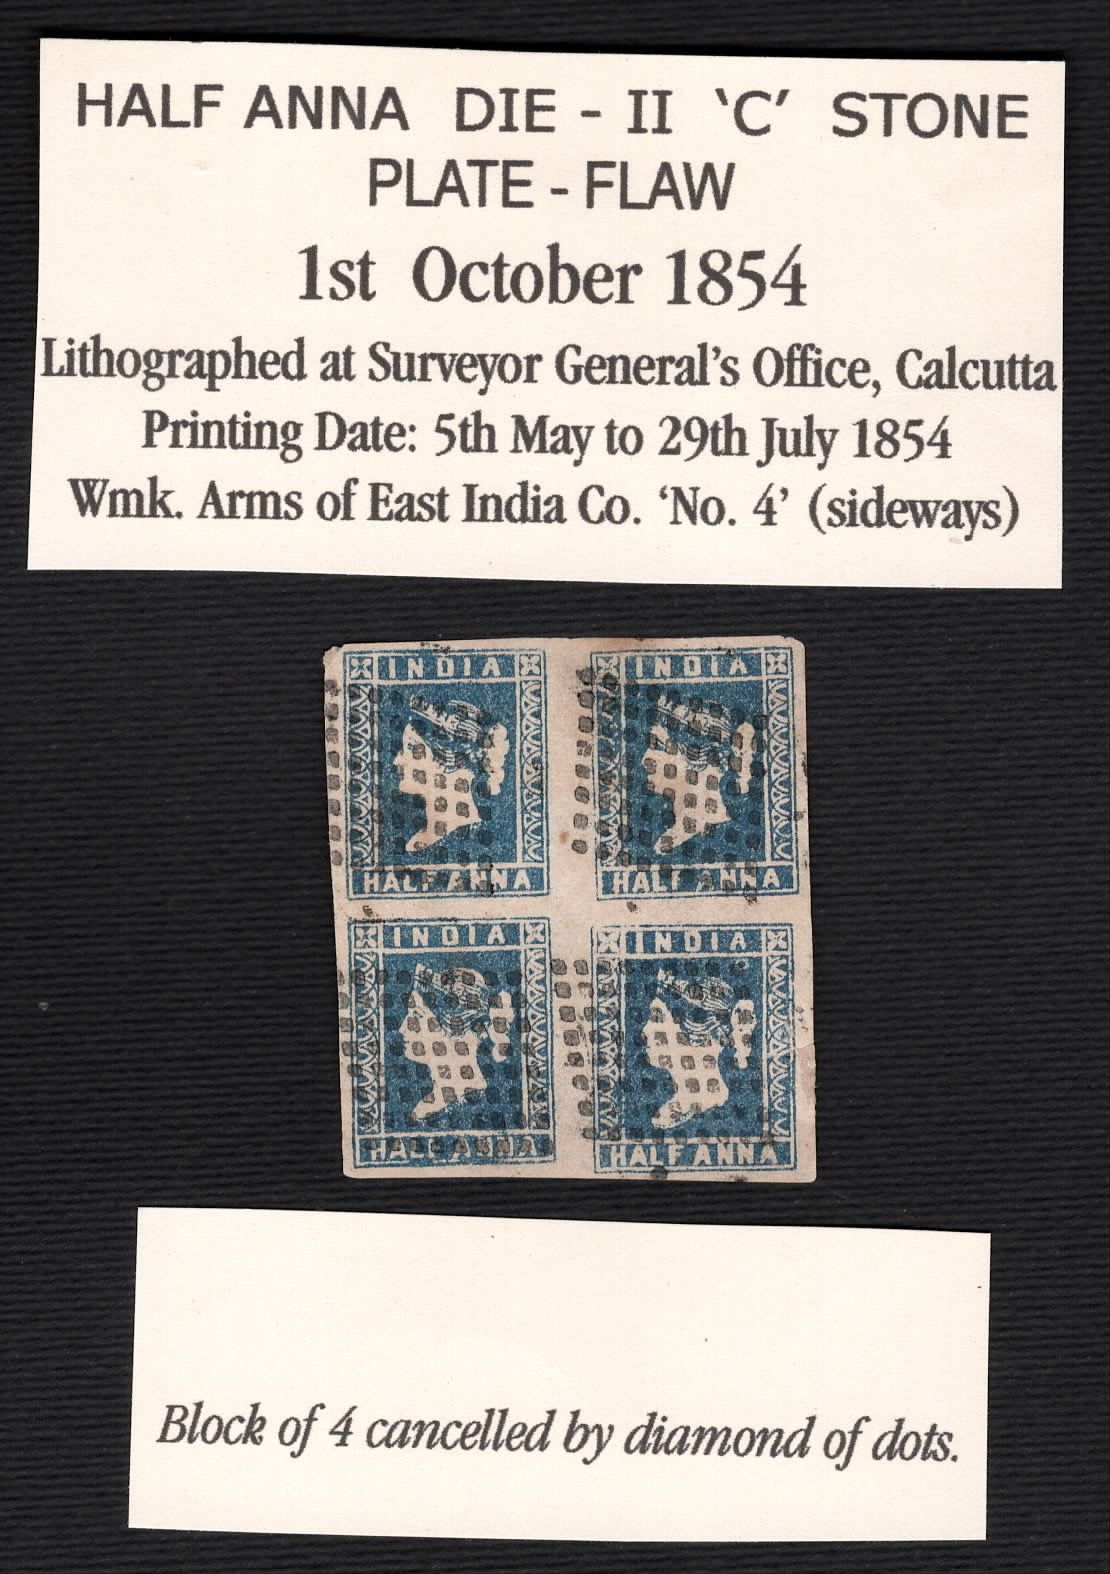 HALF ANNA DIE - II ‘C’ STONE
PLATE - FLAW
1st October 1854
Lithographed at Surveyor General’s Office, Calcutta
Printing Date: 5th May to 29th July 1854
Wmk. Arms of East India Co. ‘No. 4’ (sideways)
INDIA INDIA
HALF ANNA HALF ANNA
INDIA INDIA
HALF ANNA HALF ANNA
Block of 4 cancelled by diamond of dots.